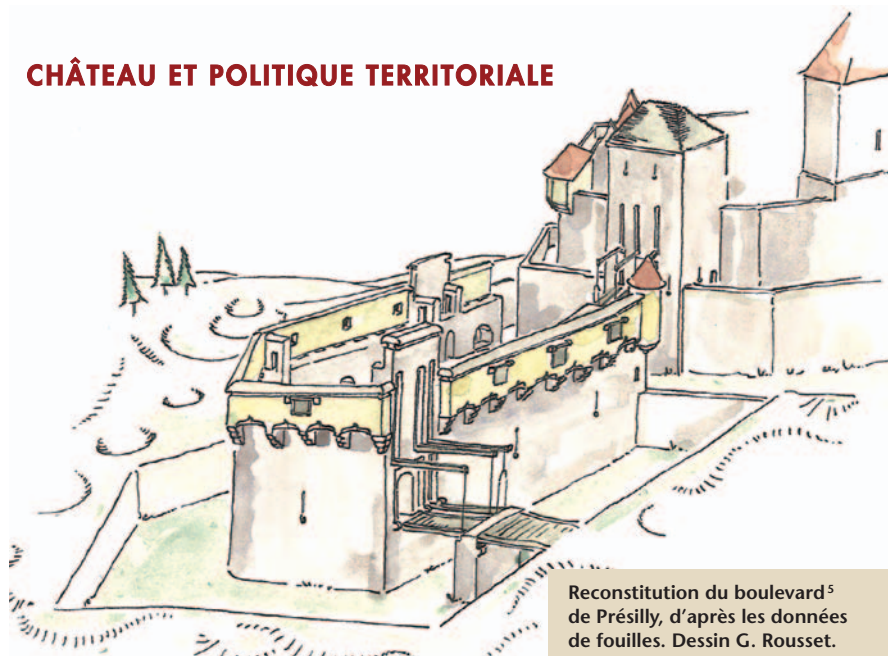 CHÂTEAU ET POLITIQUE TERRITORIALE
Reconstitution du boulevard⁵
de Présilly, d'après les données
de fouilles. Dessin G. Rousset.